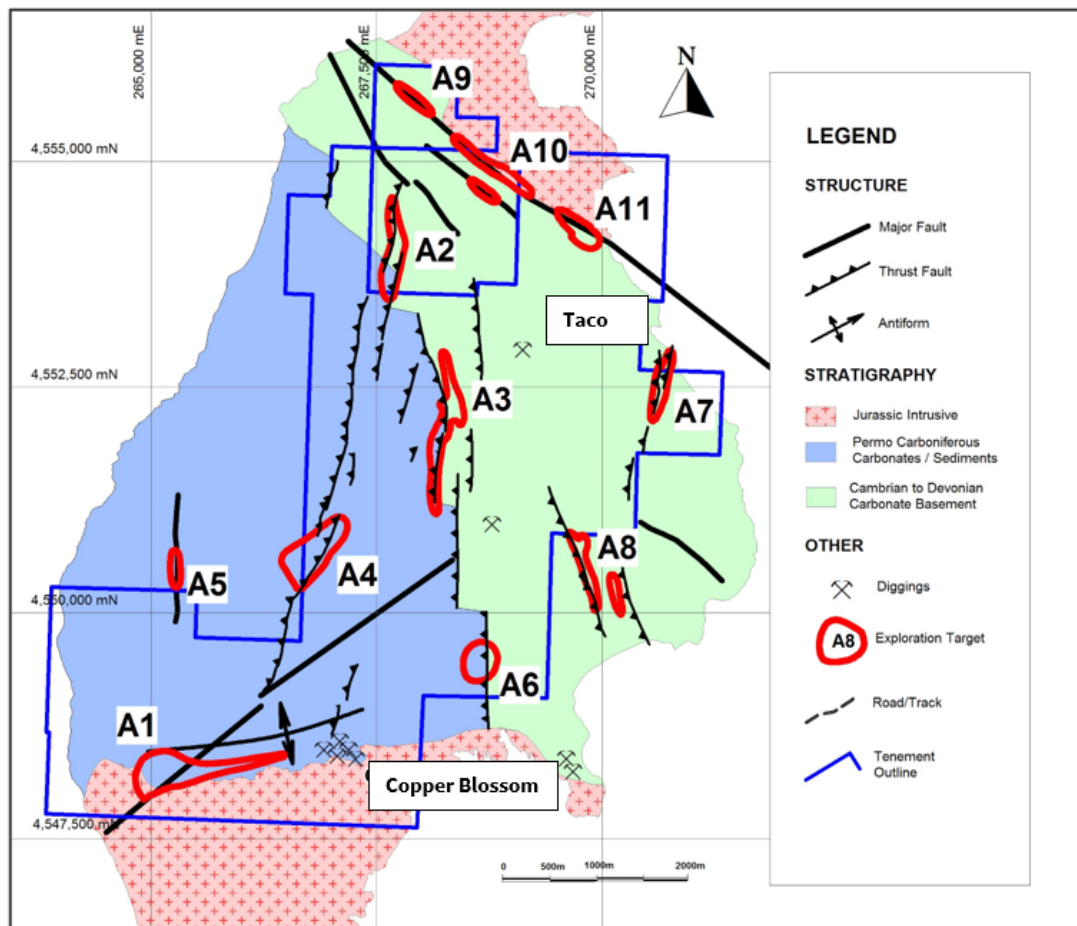 265,000 mE
267,500 mE
270,000 mE
N
A9
4,555,000 mN
A10
A11
A2
Taco
4,552,500 mN
A3
A7
A8
A5
A4
4,550,000 mN
A6
A1
Copper Blossom
4,547,500 mN
0 500m 1000m 2000m
LEGEND
STRUCTURE
Major Fault
Thrust Fault
Antiform
STRATIGRAPHY
Jurassic Intrusive
Permo Carboniferous
Carbonates / Sediments
Cambrian to Devonian
Carbonate Basement
OTHER
Diggings
A8 Exploration Target
Road/Track
Tenement
Outline